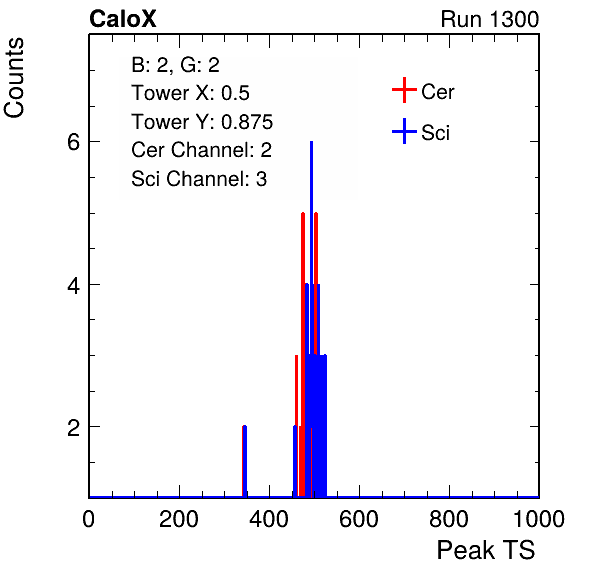 CaloX Run 1300
Counts
B: 2, G: 2
Tower X: 0.5
Tower Y: 0.875
Cer Channel: 2
Sci Channel: 3
Cer
Sci
6
4
2
0 200 400 600 800 1000
Peak TS